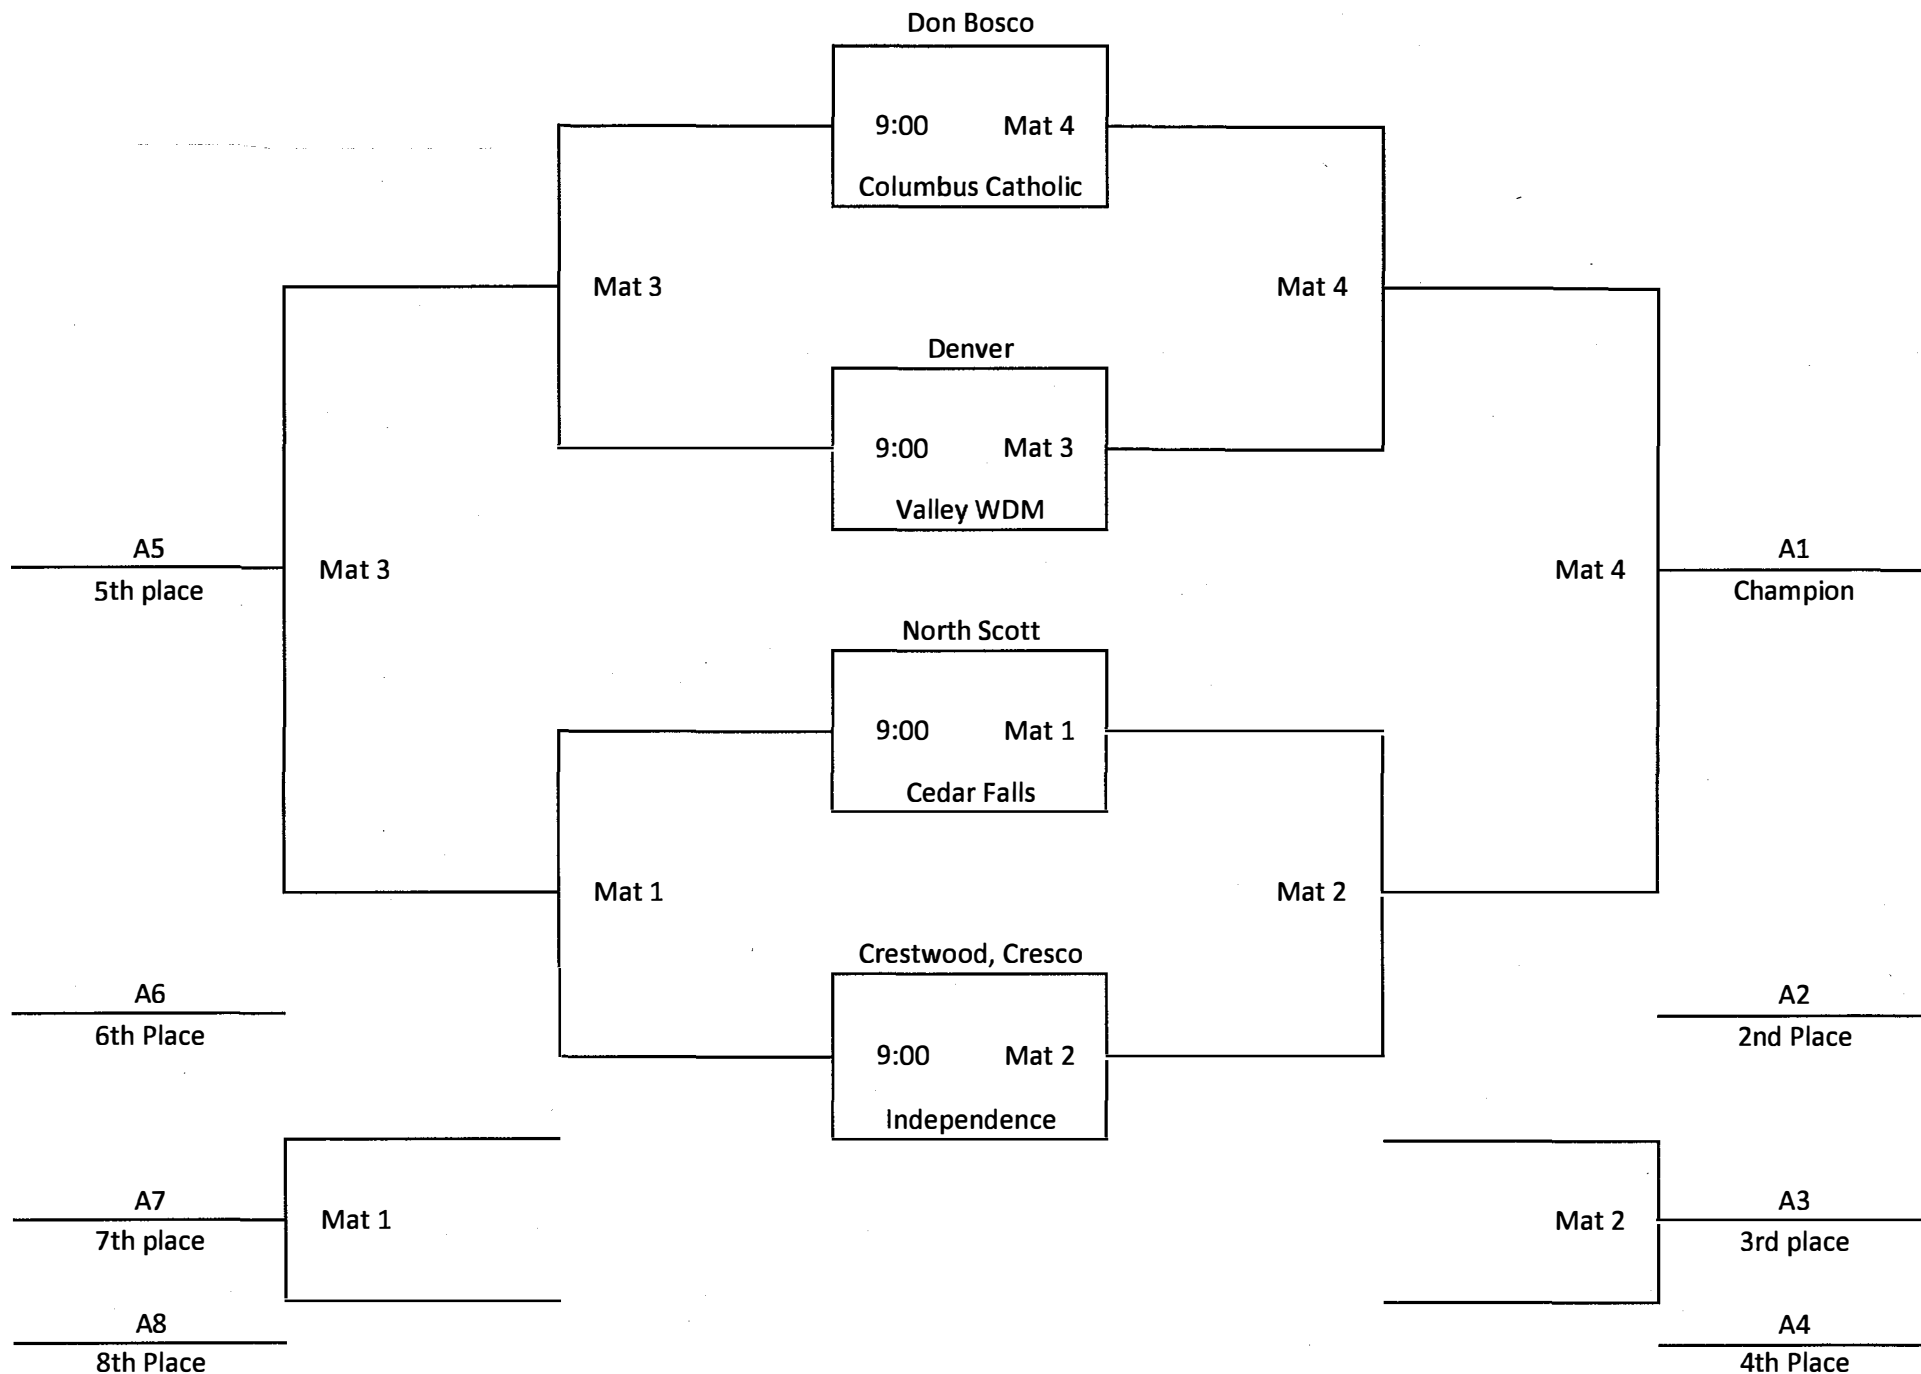 Don Bosco
9:00 Mat 4
Columbus Catholic
Mat 3
Mat 4
Denver
9:00 Mat 3
Valley WDM
A5
5th place
Mat 3
Mat 4
A1
Champion
North Scott
9:00 Mat 1
Cedar Falls
Mat 1
Mat 2
Crestwood, Cresco
9:00 Mat 2
Independence
A6
6th Place
A2
2nd Place
A7
7th place
Mat 1
Mat 2
A3
3rd place
A8
8th Place
A4
4th Place